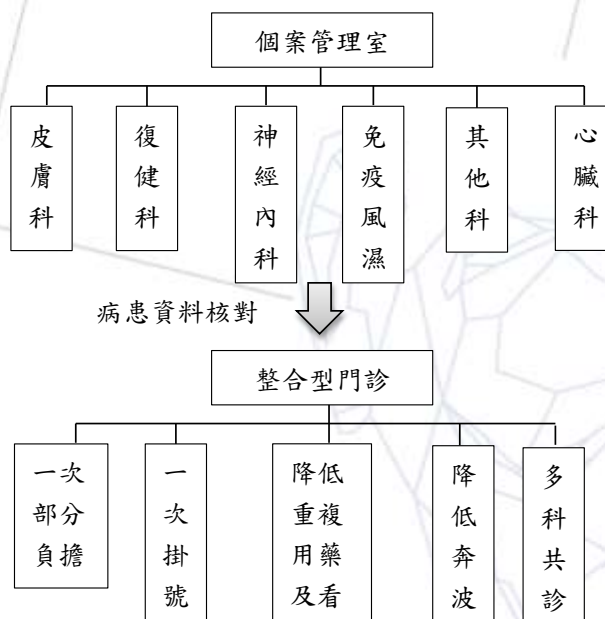 個案管理室
皮膚科
復健科
神經內科
免疫風濕
其他科
心臟科
病患資料核對
整合型門診
一次
部分
負擔
一次掛號
降低
重複
用藥
及看
降低奔波
多科共診